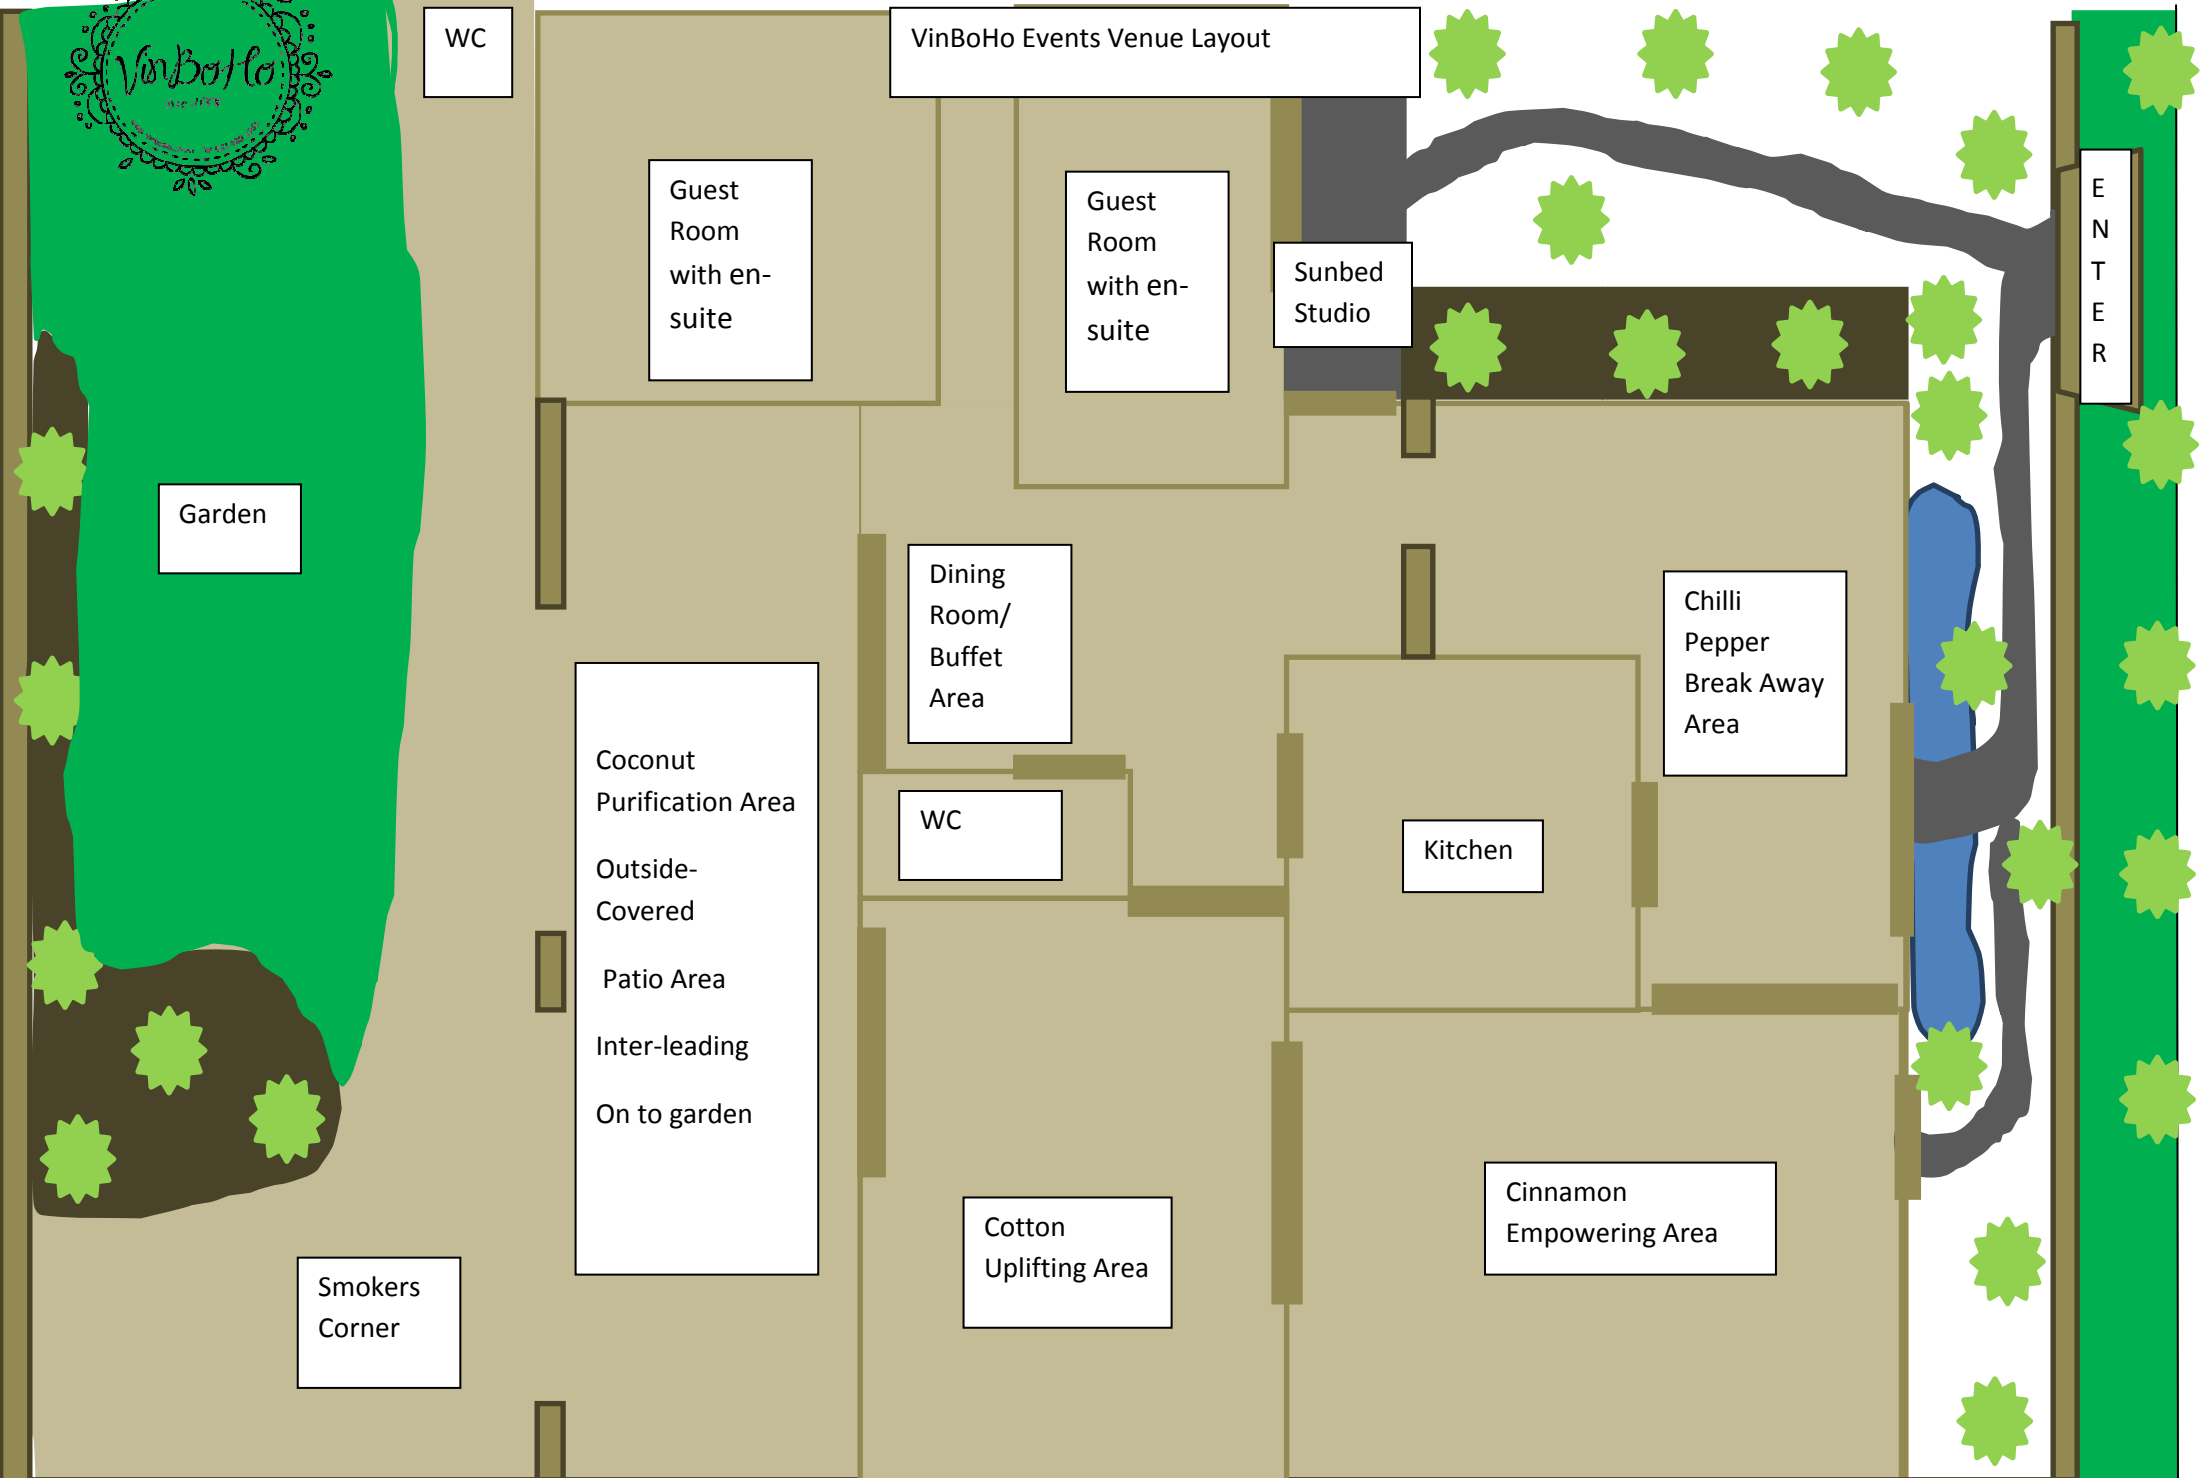 VinBoHo
WC
VinBoHo Events Venue Layout
Guest
Room
with en-
suite
Guest
Room
with en-
suite
Sunbed
Studio
E
N
T
E
R
Garden
Dining
Room/
Buffet
Area
Chilli
Pepper
Break Away
Area
Coconut
Purification Area
Outside-
Covered
Patio Area
Inter-leading
On to garden
WC
Kitchen
Cotton
Uplifting Area
Cinnamon
Empowering Area
Smokers
Corner